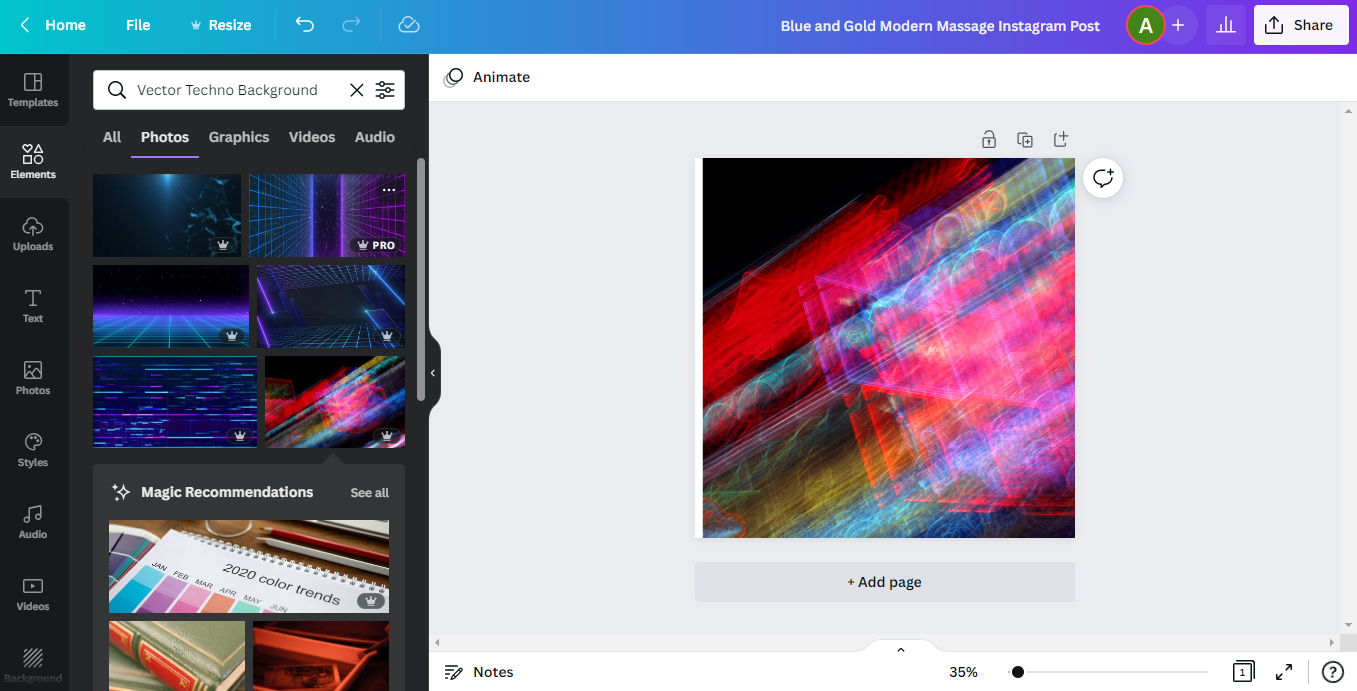 Home
File
Resize
Blue and Gold Modern Massage Instagram Post
A
+
Share
Templates
Elements
Uploads
Text
Photos
Styles
Audio
Videos
Background
Vector Techno Background
All
Photos
Graphics
Videos
Audio
PRO
Magic Recommendations
See all
2020 color trends
JAN
FEB
MAR
APR
MAY
JUN
Animate
+ Add page
Notes
35%
1
?